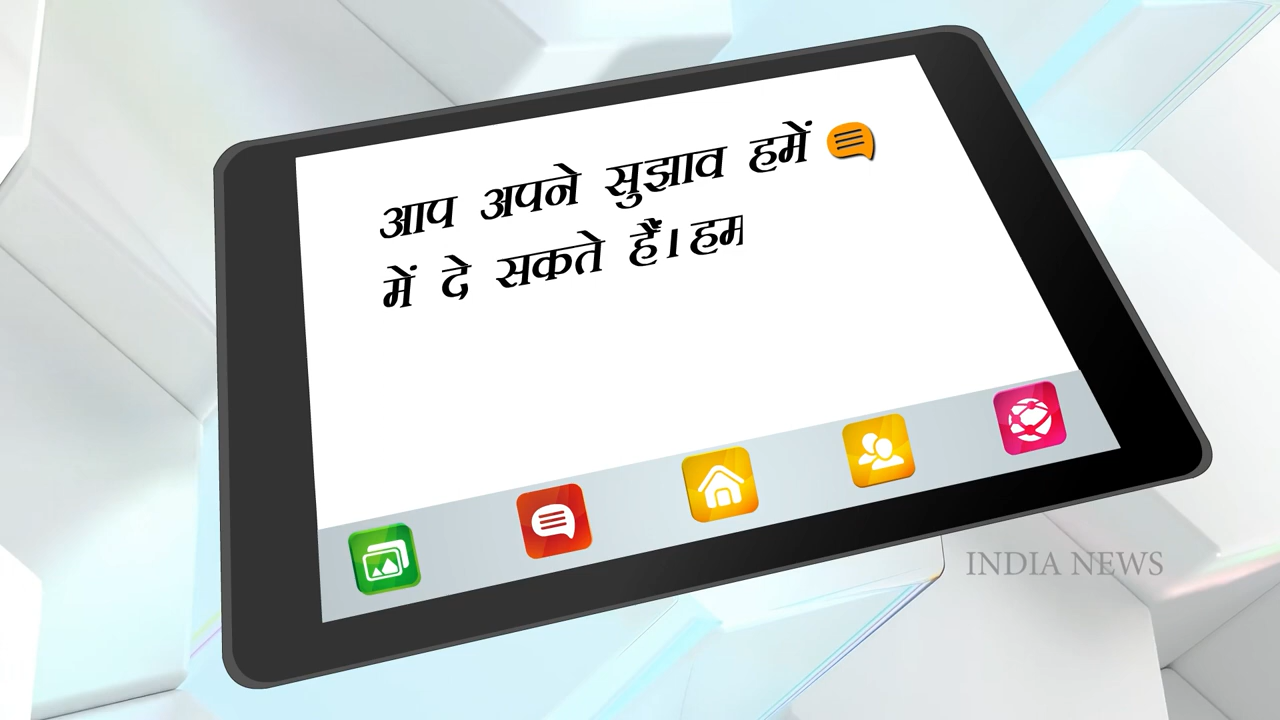 आप अपने सुझाव हमें
में दे सकते हैं। हम
INDIA NEWS